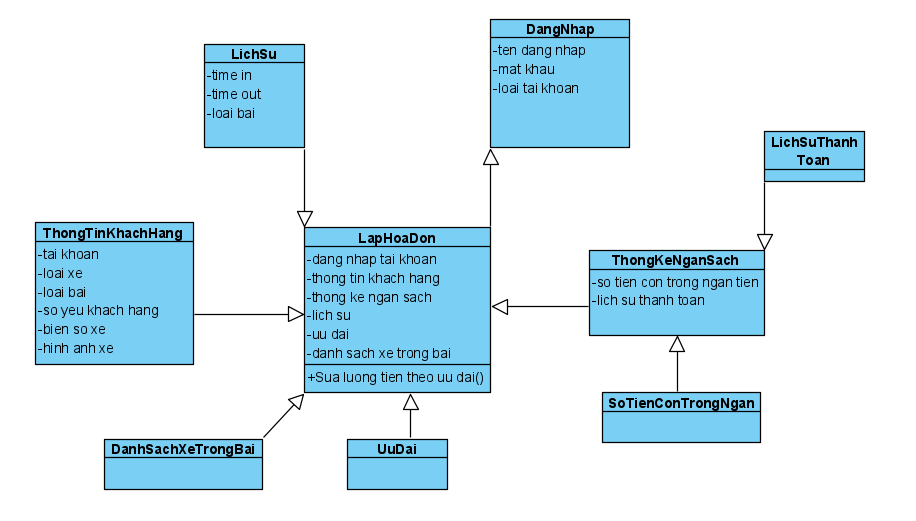 DangNhap
-ten dang nhap
-mat khau
-loai tai khoan
LichSu
-time in
-time out
-loai bai
LichSuThanh
Toan
ThongTinKhachHang
-tai khoan
-loai xe
-loai bai
-so yeu khach hang
-bien so xe
-hinh anh xe
LapHoaDon
-dang nhap tai khoan
-thong tin khach hang
-thong ke ngan sach
-lich su
-uu dai
-danh sach xe trong bai
+Sua luong tien theo uu dai()
ThongKeNganSach
-so tien con trong ngan tien
-lich su thanh toan
SoTienConTrongNgan
DanhSachXeTrongBai
UuDai